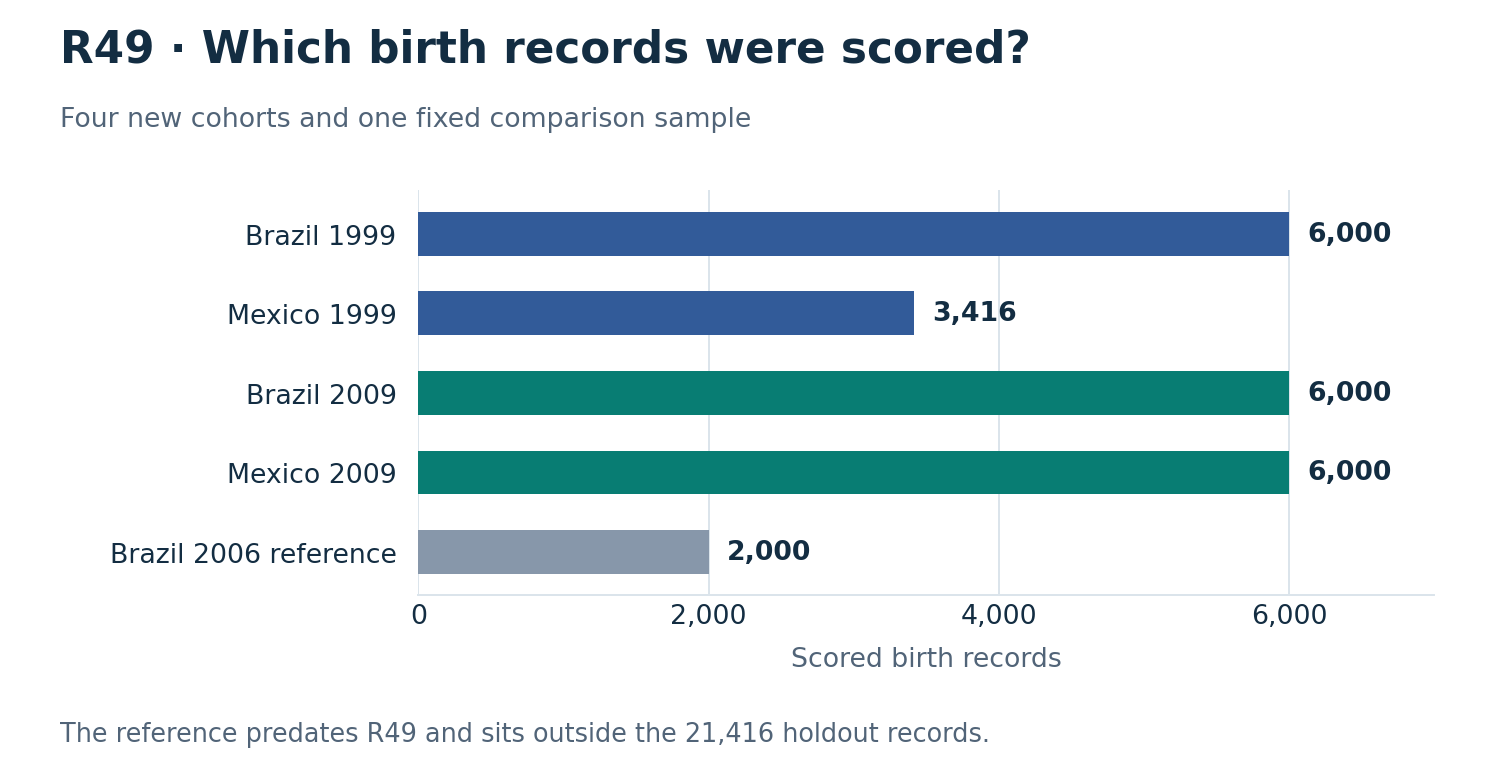 R49 · Which birth records were scored?
Four new cohorts and one fixed comparison sample
Brazil 1999
6,000
Mexico 1999
3,416
Brazil 2009
6,000
Mexico 2009
6,000
Brazil 2006 reference
2,000
0
2,000
4,000
6,000
Scored birth records
The reference predates R49 and sits outside the 21,416 holdout records.